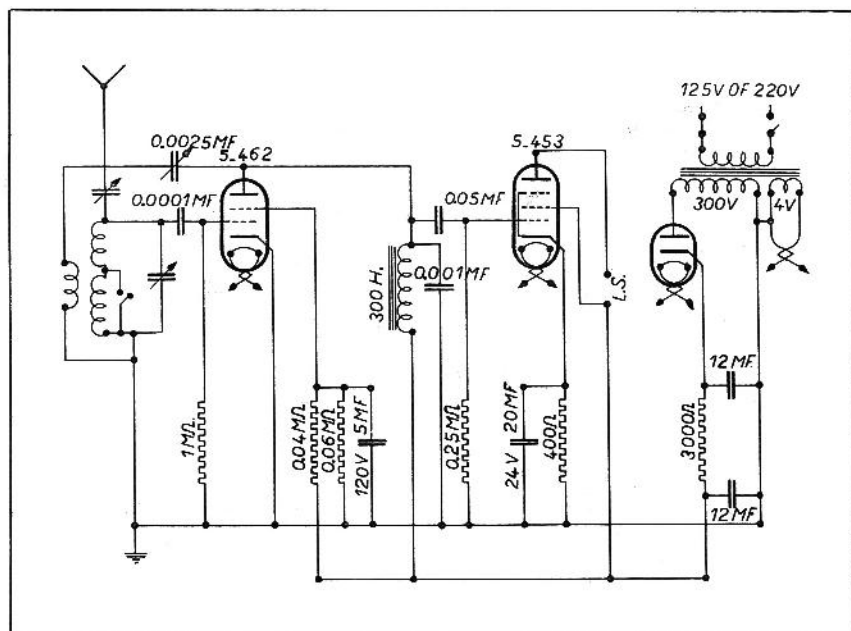 125V OF 220V
0.0025MF
5_462
5_453
0.0001MF
0.05MF
300V
4V
0.001MF
300 H.
L.S.
12MF
1MΩ
0.04MΩ
0.06MΩ
5MF
120V
0.25MΩ
20MF
24V
400Ω
3000Ω
12MF